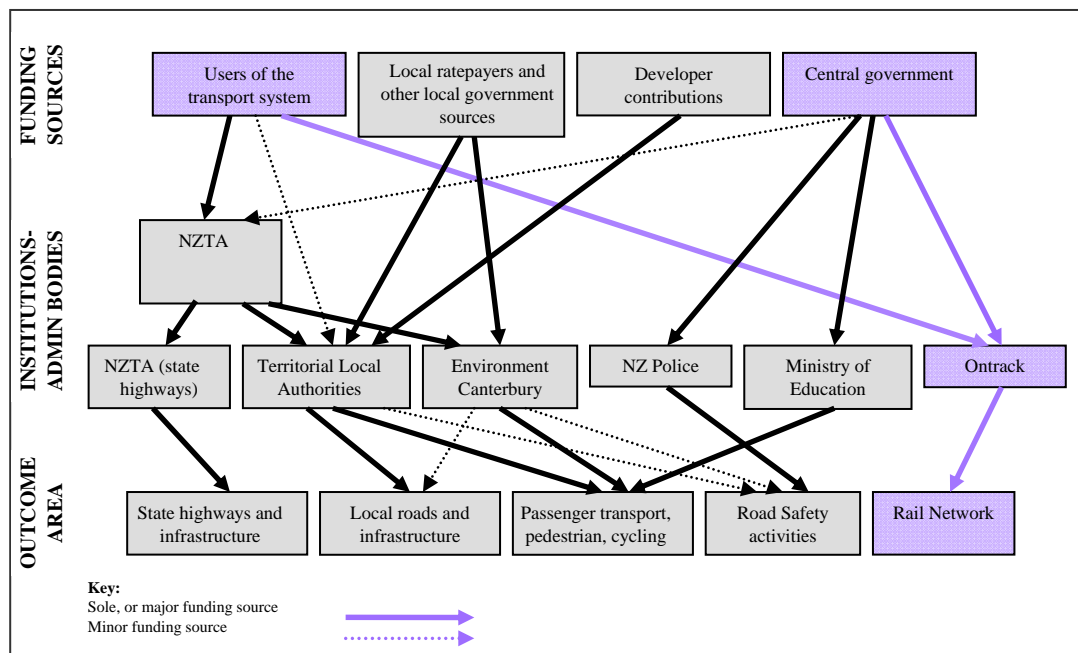 FUNDING
SOURCES
Users of the
transport system
Local ratepayers and
other local government
sources
Developer
contributions
Central government
INSTITUTIONS-
ADMIN BODIES
NZTA
NZTA (state
highways)
Territorial Local
Authorities
Environment
Canterbury
NZ Police
Ministry of
Education
Ontrack
OUTCOME
AREA
State highways and
infrastructure
Local roads and
infrastructure
Passenger transport,
pedestrian, cycling
Road Safety
activities
Rail Network
Key:
Sole, or major funding source
Minor funding source